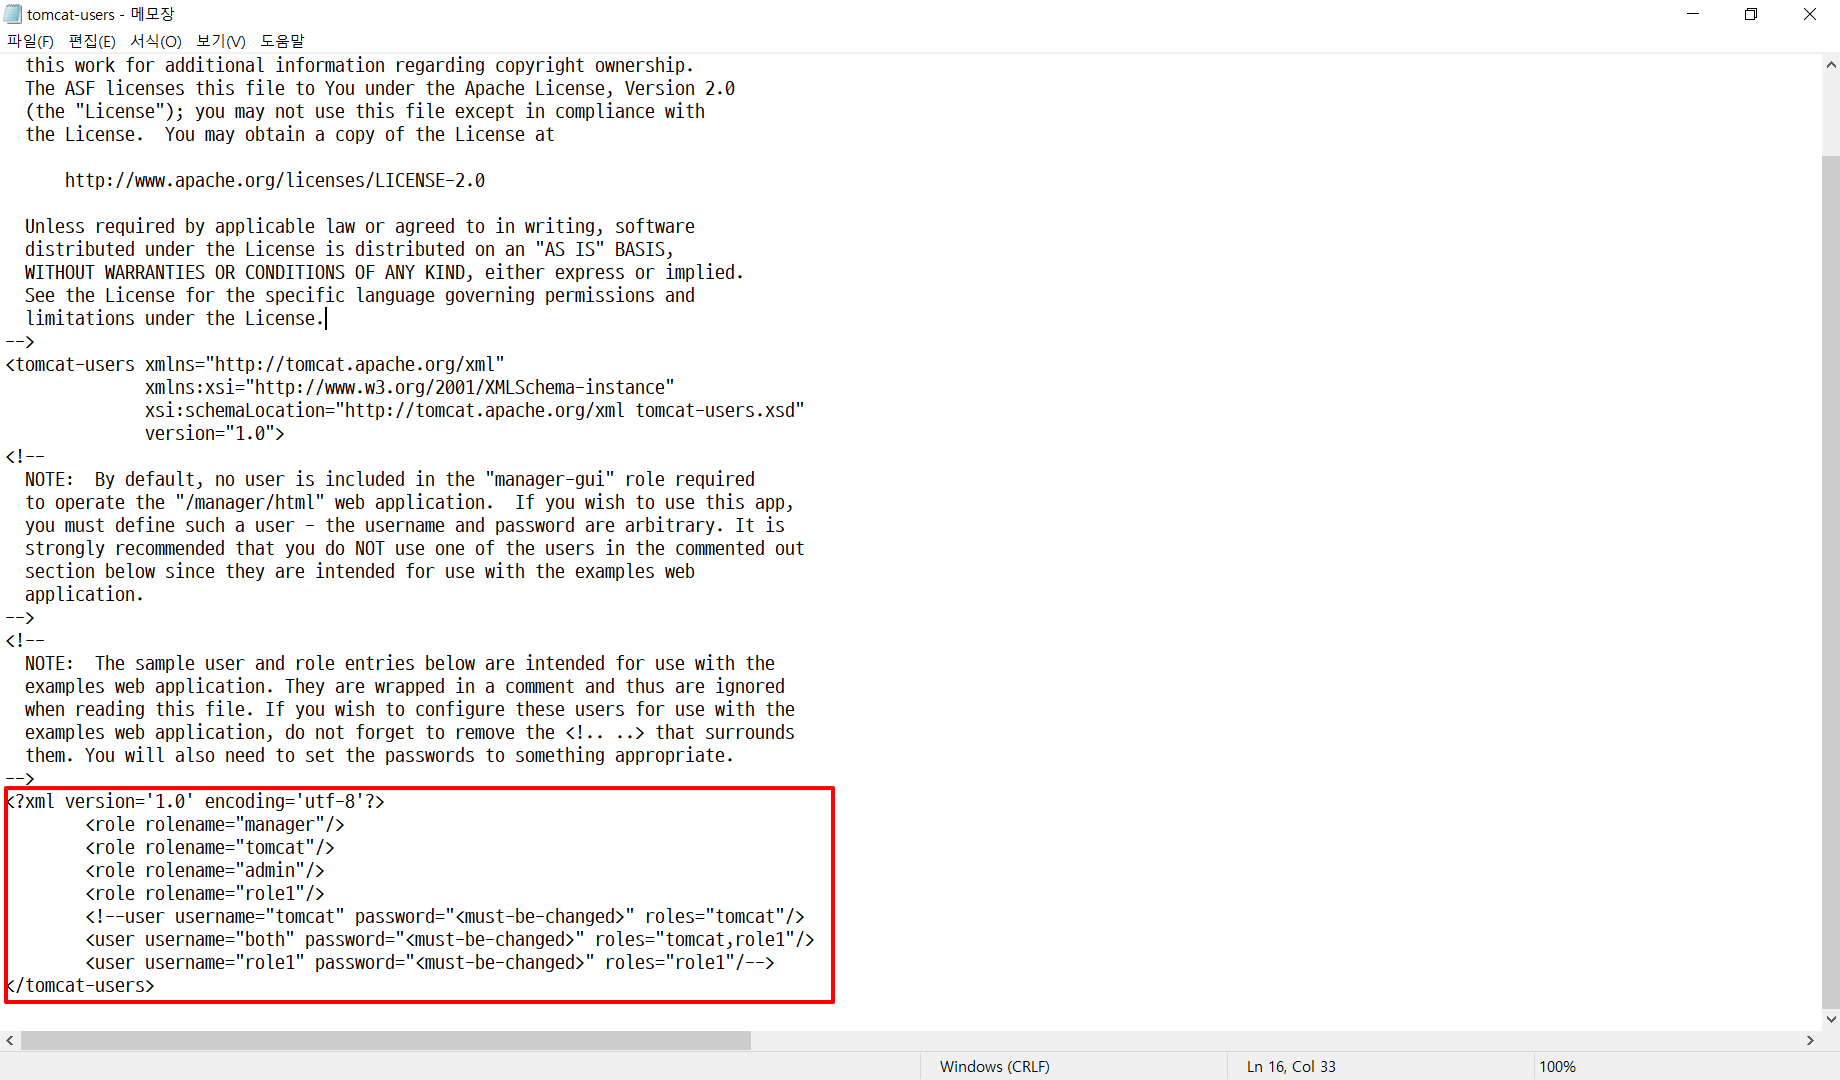 tomcat-users - 메모장
파일(F) 편집(E) 서식(O) 보기(V) 도움말
this work for additional information regarding copyright ownership.
The ASF licenses this file to You under the Apache License, Version 2.0
(the "License"); you may not use this file except in compliance with
the License.  You may obtain a copy of the License at
http://www.apache.org/licenses/LICENSE-2.0
Unless required by applicable law or agreed to in writing, software
distributed under the License is distributed on an "AS IS" BASIS,
WITHOUT WARRANTIES OR CONDITIONS OF ANY KIND, either express or implied.
See the License for the specific language governing permissions and
limitations under the License.
-->
<tomcat-users xmlns="http://tomcat.apache.org/xml"
xmlns:xsi="http://www.w3.org/2001/XMLSchema-instance"
xsi:schemaLocation="http://tomcat.apache.org/xml tomcat-users.xsd"
version="1.0">
<!--
NOTE:  By default, no user is included in the "manager-gui" role required
to operate the "/manager/html" web application.  If you wish to use this app,
you must define such a user - the username and password are arbitrary. It is
strongly recommended that you do NOT use one of the users in the commented out
section below since they are intended for use with the examples web
application.
-->
<!--
NOTE:  The sample user and role entries below are intended for use with the
examples web application. They are wrapped in a comment and thus are ignored
when reading this file. If you wish to configure these users for use with the
examples web application, do not forget to remove the <!.. ..> that surrounds
them. You will also need to set the passwords to something appropriate.
-->
<?xml version='1.0' encoding='utf-8'?>
<role rolename="manager"/>
<role rolename="tomcat"/>
<role rolename="admin"/>
<role rolename="role1"/>
<!--user username="tomcat" password="<must-be-changed>" roles="tomcat"/>
<user username="both" password="<must-be-changed>" roles="tomcat,role1"/>
<user username="role1" password="<must-be-changed>" roles="role1"/-->
</tomcat-users>
Windows (CRLF) Ln 16, Col 33 100%